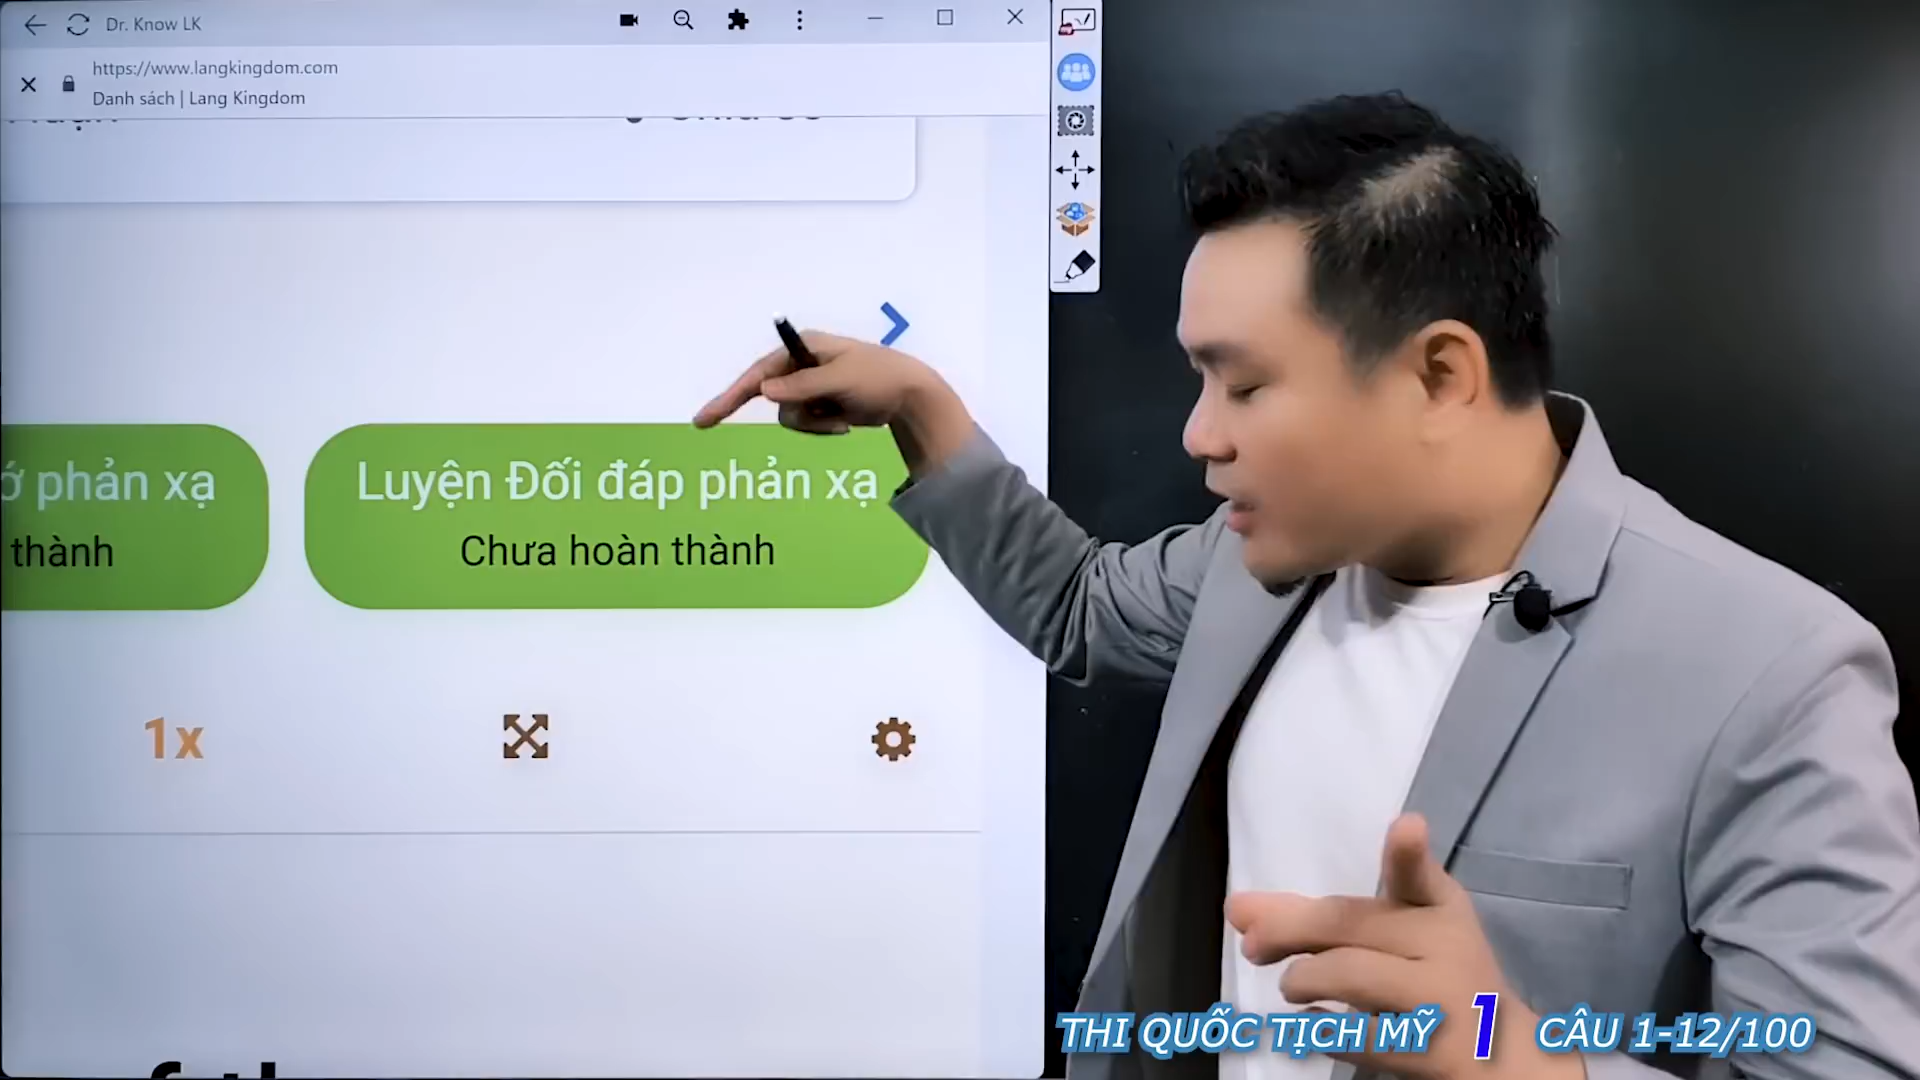 Dr. Know LK
https://www.langkingdom.com
Danh sách | Lang Kingdom
phản xạ
thành
Luyện Đối đáp phản xạ
Chưa hoàn thành
1x
THI QUỐC TỊCH MỸ 1 CÂU 1-12/100